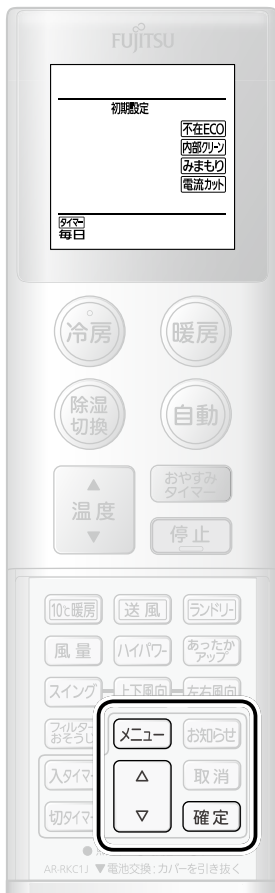 FUJITSU
初期設定
不在ECO
内部クリーン
みまもり
電流カット
タイマー
毎日
冷房 暖房
除湿
切換
自動
▲
温度
▼
おやすみ
タイマー
停止
10℃暖房 送風 ランドリー
風量 ハイパワー あったか
アップ
スイング 上下風向 左右風向
フィルター
おそうじ
メニュー お知らせ
入タイマ
△
取消
切タイマ
▽
確定
AR-RKC1J ▼電池交換:カバーを引き抜く